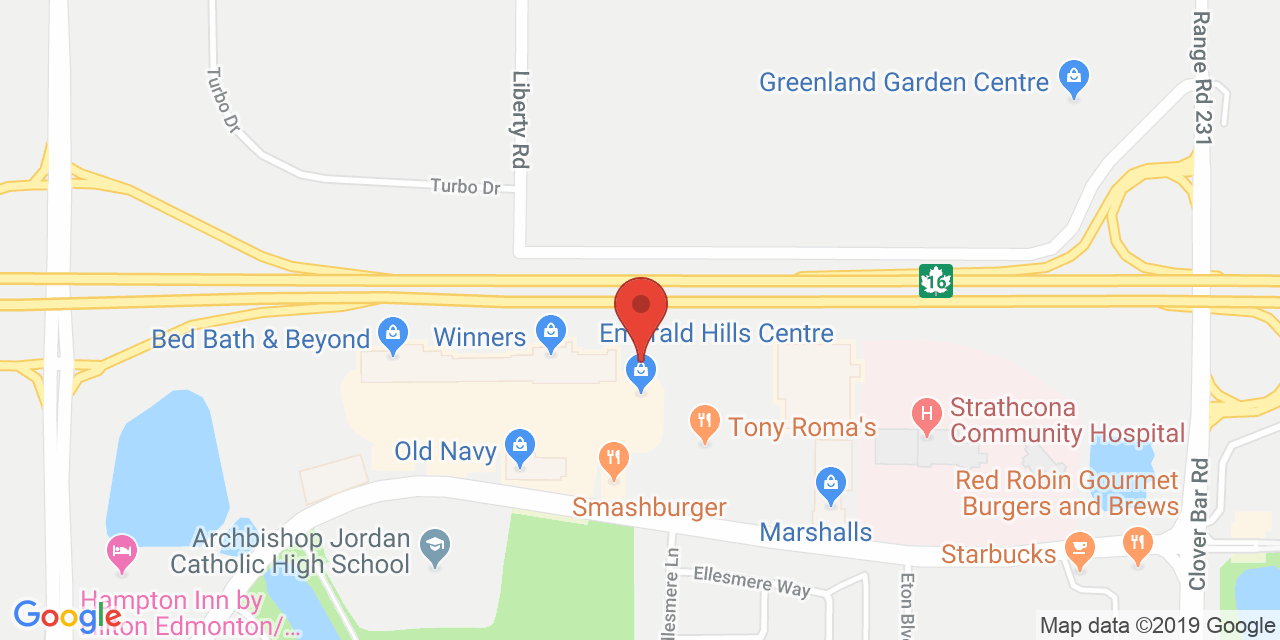 Turbo Dr
Liberty Rd
Greenland Garden Centre
Range Rd 231
Turbo Dr
16
Bed Bath & Beyond
Winners
Emerald Hills Centre
Old Navy
Tony Roma's
H
Strathcona
Community Hospital
Smashburger
Marshalls
Red Robin Gourmet
Burgers and Brews
Clover Bar Rd
Archbishop Jordan
Catholic High School
Starbucks
Hampton Inn by
Hilton Edmonton/...
Ellesmere Ln
Ellesmere Way
Eton Blvd
Google
Map data ©2019 Google